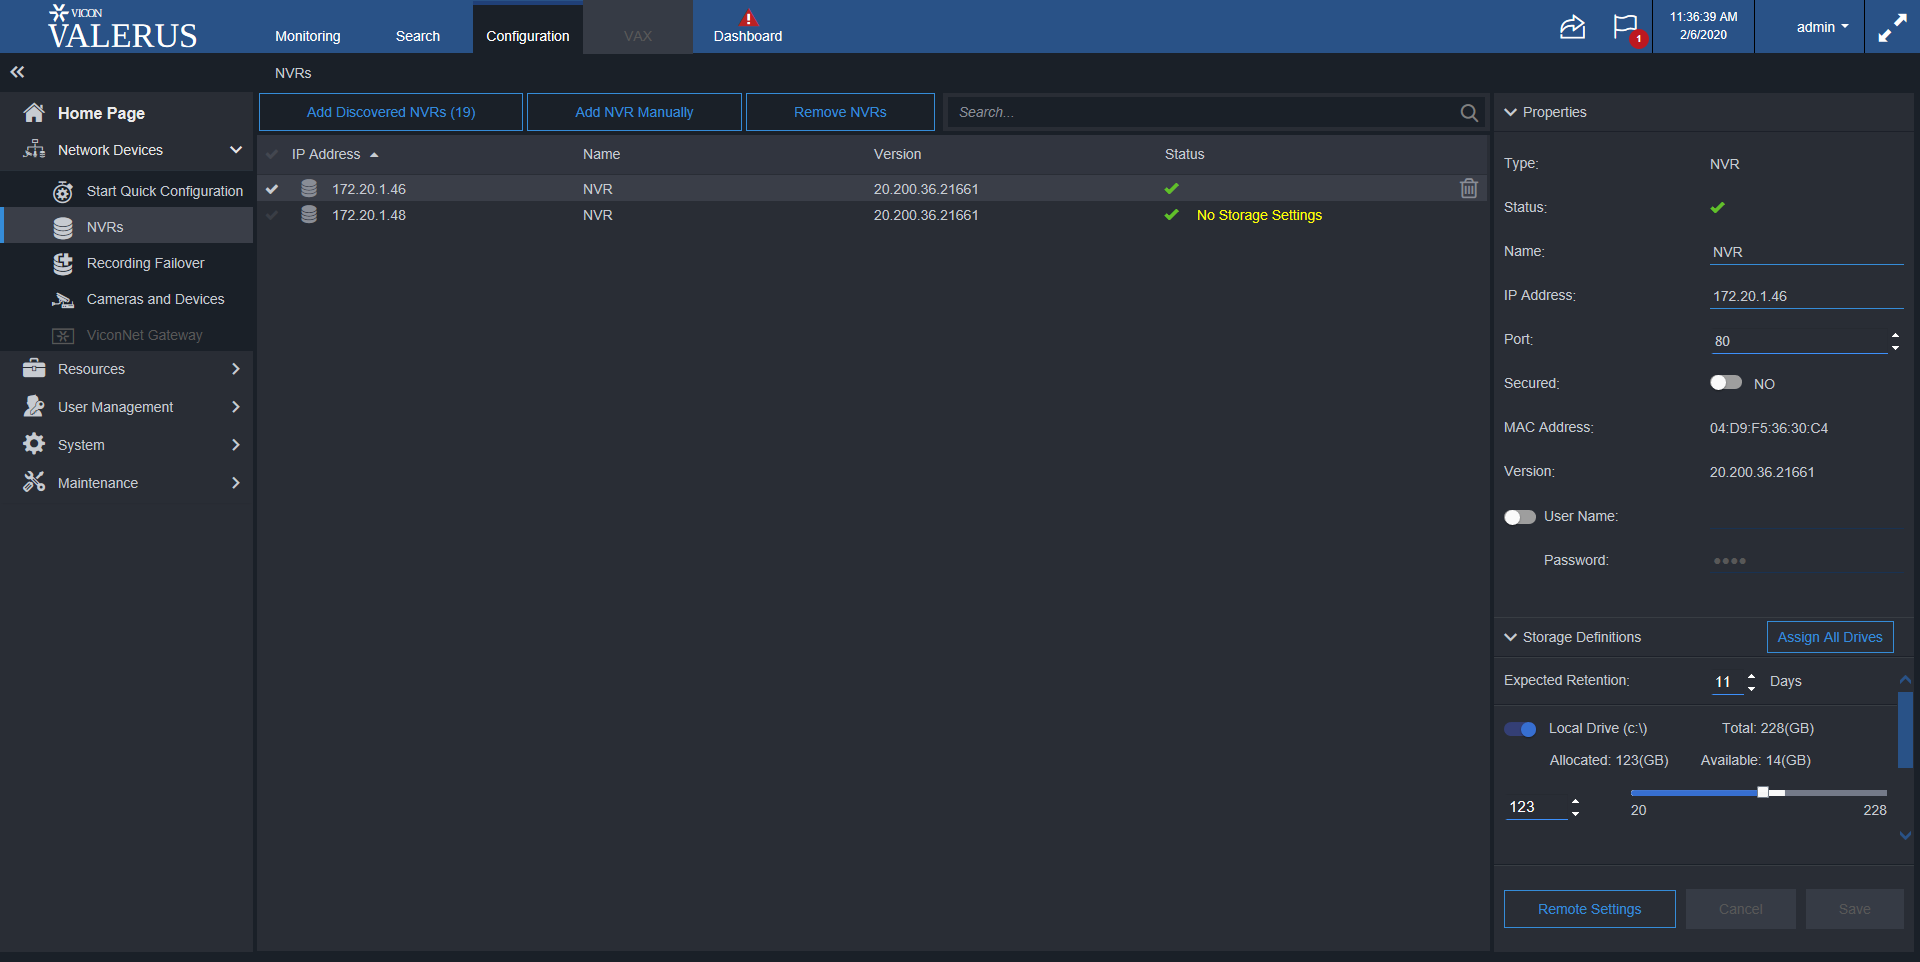 VICON
VALERUS
Monitoring
Search
Configuration
VAX
Dashboard
1
11:36:39 AM
2/6/2020
admin
NVRs
Home Page
Network Devices
Start Quick Configuration
NVRs
Recording Failover
Cameras and Devices
ViconNet Gateway
Resources
User Management
System
Maintenance
Add Discovered NVRs (19)
Add NVR Manually
Remove NVRs
Search...
IP Address
Name
Version
Status
172.20.1.46 NVR 20.200.36.21661
172.20.1.48 NVR 20.200.36.21661 No Storage Settings
Properties
Type: NVR
Status:
Name: NVR
IP Address: 172.20.1.46
Port: 80
Secured: NO
MAC Address: 04:D9:F5:36:30:C4
Version: 20.200.36.21661
User Name:
Password: ••••
Storage Definitions
Assign All Drives
Expected Retention: 11 Days
Local Drive (c:\) Total: 228(GB)
Allocated: 123(GB) Available: 14(GB)
123
20 228
Remote Settings
Cancel
Save